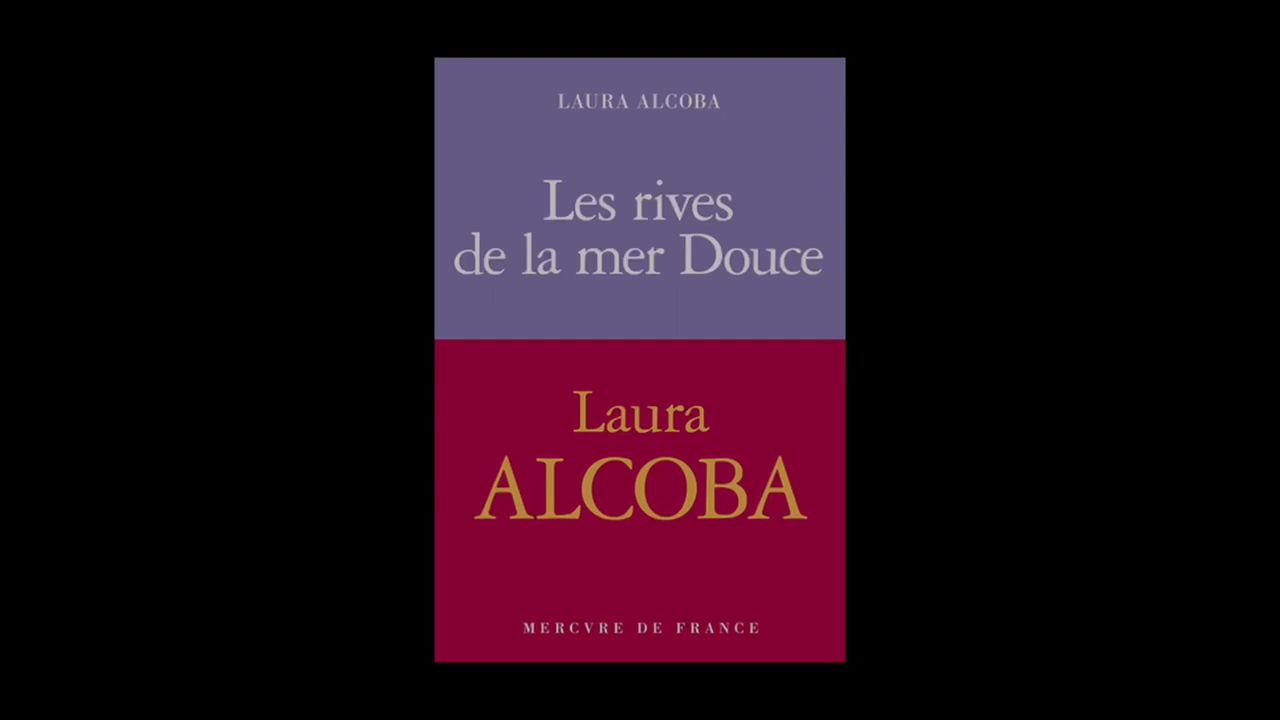 LAURA ALCOBA
Les rives
de la mer Douce
Laura
ALCOBA
MERCVRE DE FRANCE